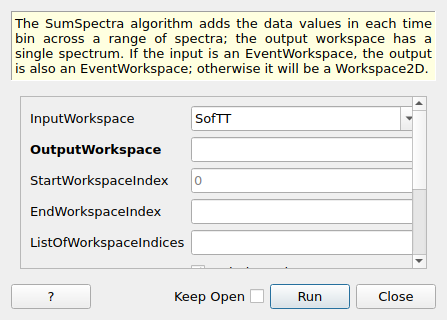 The SumSpectra algorithm adds the data values in each time
bin across a range of spectra; the output workspace has a
single spectrum. If the input is an EventWorkspace, the output
is also an EventWorkspace; otherwise it will be a Workspace2D.
InputWorkspace SofTT
OutputWorkspace
StartWorkspaceIndex 0
EndWorkspaceIndex
ListOfWorkspaceIndices
? Keep Open Run Close